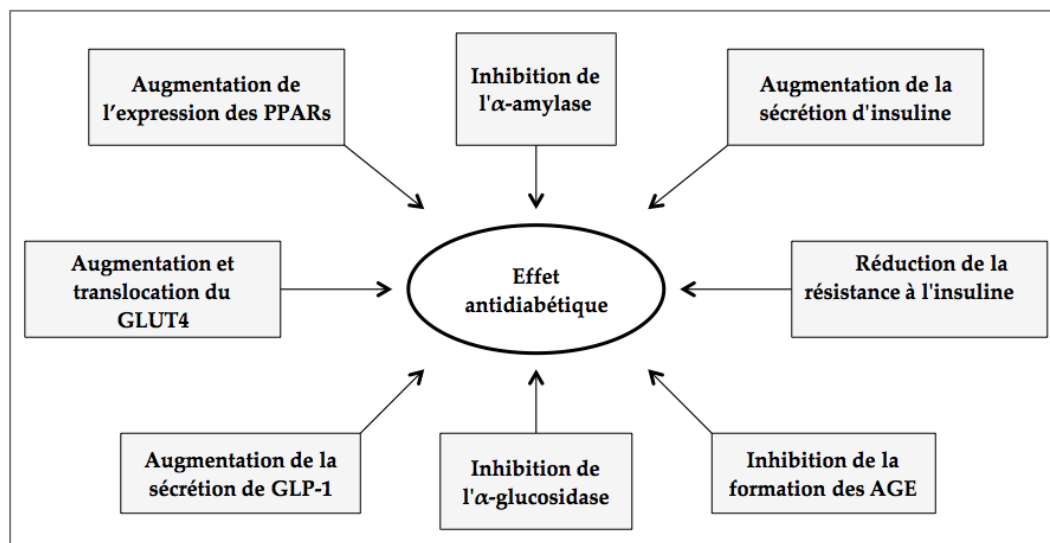 Augmentation de
l’expression des PPARs
Inhibition de
l'α-amylase
Augmentation de la
sécrétion d'insuline
Augmentation et
translocation du
GLUT4
Effet
antidiabétique
Réduction de la
résistance à l'insuline
Augmentation de la
sécrétion de GLP-1
Inhibition de
l'α-glucosidase
Inhibition de la
formation des AGE